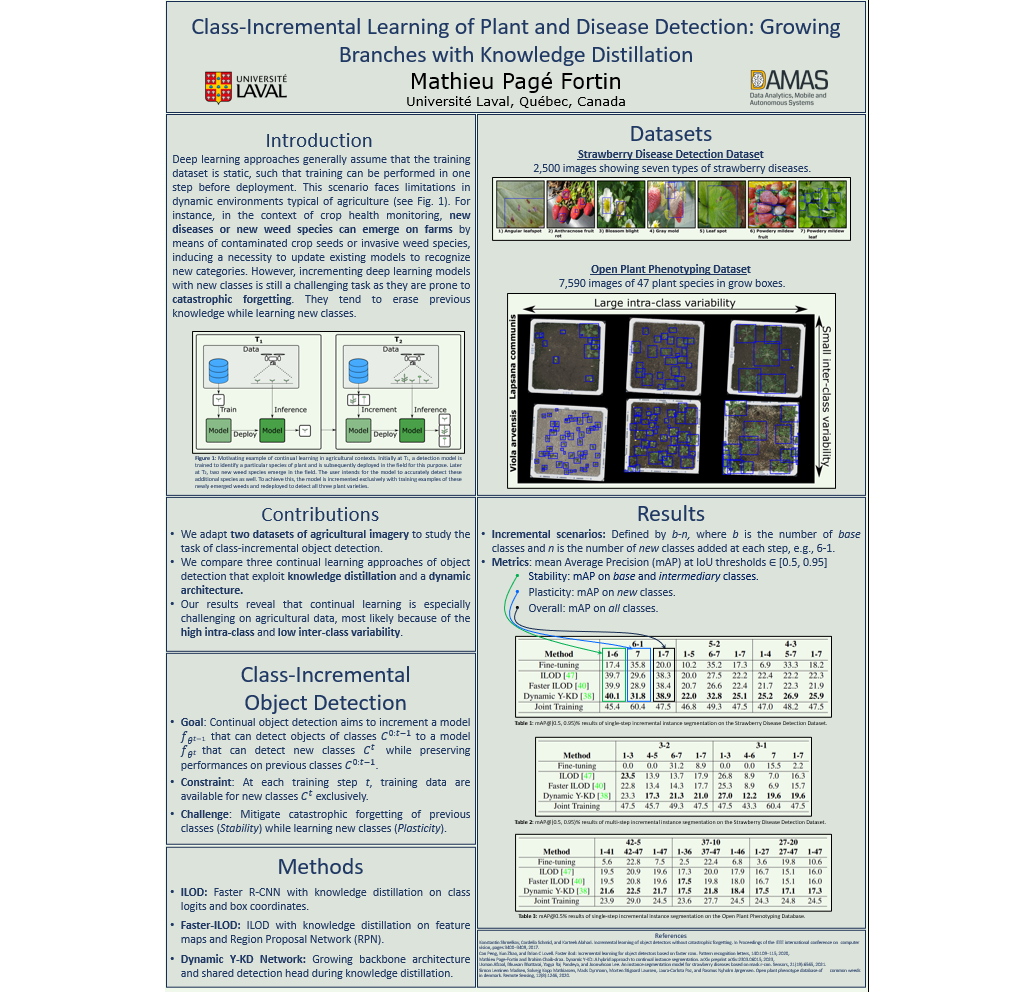 Class-Incremental Learning of Plant and Disease Detection: Growing
Branches with Knowledge Distillation
Mathieu Pagé Fortin
Université Laval, Québec, Canada
UNIVERSITÉ
LAVAL
DAMAS
Data Analytics, Mobile and
Autonomous Systems
Introduction
Deep learning approaches generally assume that the training
dataset is static, such that training can be performed in one
step before deployment. This scenario faces limitations in
dynamic environments typical of agriculture (see Fig. 1). For
instance, in the context of crop health monitoring, new
diseases or new weed species can emerge on farms by
means of contaminated crop seeds or invasive weed species,
inducing a necessity to update existing models to recognize
new categories. However, incrementing deep learning models
with new classes is still a challenging task as they are prone to
catastrophic forgetting. They tend to erase previous
knowledge while learning new classes.
T₁
Data
Train
Inference
Model
Deploy
Model
T₂
Data
Increment
Inference
Model
Deploy
Model
Figure 1: Motivating example of continual learning in agricultural contexts. Initially at T₁, a detection model is
trained to identify a particular species of plant and is subsequently deployed in the field for this purpose. Later
at T₂, two new weed species emerge in the field. The user intends for the model to accurately detect these
additional species as well. To achieve this, the model is incremented exclusively with training examples of these
newly emerged weeds and redeployed to detect all three plant varieties.
Contributions
• We adapt two datasets of agricultural imagery to study the
task of class-incremental object detection.
• We compare three continual learning approaches of object
detection that exploit knowledge distillation and a dynamic
architecture.
• Our results reveal that continual learning is especially
challenging on agricultural data, most likely because of the
high intra-class and low inter-class variability.
Class-Incremental
Object Detection
• Goal: Continual object detection aims to increment a model
f_θ^{t−1} that can detect objects of classes C^{0:t−1} to a model
f_θ^t that can detect new classes C^t while preserving
performances on previous classes C^{0:t−1}.
• Constraint: At each training step t, training data are
available for new classes C^t exclusively.
• Challenge: Mitigate catastrophic forgetting of previous
classes (Stability) while learning new classes (Plasticity).
Methods
• ILOD: Faster R-CNN with knowledge distillation on class
logits and box coordinates.
• Faster-ILOD: ILOD with knowledge distillation on feature
maps and Region Proposal Network (RPN).
• Dynamic Y-KD Network: Growing backbone architecture
and shared detection head during knowledge distillation.
Datasets
Strawberry Disease Detection Dataset
2,500 images showing seven types of strawberry diseases.
1) Angular leafspot 2) Anthracnose fruit rot 3) Blossom blight 4) Gray mold 5) Leaf spot 6) Powdery mildew fruit 7) Powdery mildew leaf
Open Plant Phenotyping Dataset
7,590 images of 47 plant species in grow boxes.
Large intra-class variability
Lapsana communis
Viola arvensis
Small inter-class variability
Results
• Incremental scenarios: Defined by b-n, where b is the number of base
classes and n is the number of new classes added at each step, e.g., 6-1.
• Metrics: mean Average Precision (mAP) at IoU thresholds ∈ [0.5, 0.95]
• Stability: mAP on base and intermediary classes.
• Plasticity: mAP on new classes.
• Overall: mAP on all classes.
6-1 5-2 4-3
Method 1-6 7 1-7 1-5 6-7 1-7 1-4 5-7 1-7
Fine-tuning 17.4 35.8 20.0 10.2 35.2 17.3 6.9 33.3 18.2
ILOD [47] 39.7 29.6 38.3 20.0 27.5 22.2 22.4 22.2 22.3
Faster ILOD [40] 39.9 28.9 38.4 20.7 26.6 22.4 21.7 22.3 21.9
Dynamic Y-KD [38] 40.1 31.8 38.9 22.0 32.8 25.1 25.2 26.9 25.9
Joint Training 45.4 60.4 47.5 46.8 49.3 47.5 47.0 48.2 47.5
Table 1: mAP@[0.5, 0.95)% results of single-step incremental instance segmentation on the Strawberry Disease Detection Dataset.
3-2 3-1
Method 1-3 4-5 6-7 1-7 1-3 4-6 7 1-7
Fine-tuning 0.0 0.0 31.2 8.9 0.0 0.0 15.5 2.2
ILOD [47] 23.5 13.9 13.7 17.9 26.8 8.9 7.0 16.3
Faster ILOD [40] 22.8 13.4 14.3 17.7 25.3 8.9 6.9 15.7
Dynamic Y-KD [38] 23.3 17.3 21.3 21.0 27.0 12.2 19.6 19.6
Joint Training 47.5 45.7 49.3 47.5 47.5 43.3 60.4 47.5
Table 2: mAP@[0.5, 0.95)% results of multi-step incremental instance segmentation on the Strawberry Disease Detection Dataset.
42-5 37-10 27-20
Method 1-41 42-47 1-47 1-36 37-47 1-46 1-27 27-47 1-47
Fine-tuning 5.6 22.8 7.5 2.5 22.4 6.8 3.6 19.8 10.6
ILOD [47] 19.5 20.9 19.6 17.3 20.0 17.9 16.7 15.1 16.0
Faster ILOD [40] 19.5 20.8 19.6 17.5 19.8 18.0 16.7 15.1 16.0
Dynamic Y-KD [38] 21.6 22.5 21.7 17.5 21.8 18.4 17.5 17.1 17.3
Joint Training 23.9 29.0 24.5 23.6 27.7 24.5 24.3 24.8 24.5
Table 3: mAP@0.5% results of single-step incremental instance segmentation on the Open Plant Phenotyping Database.
References